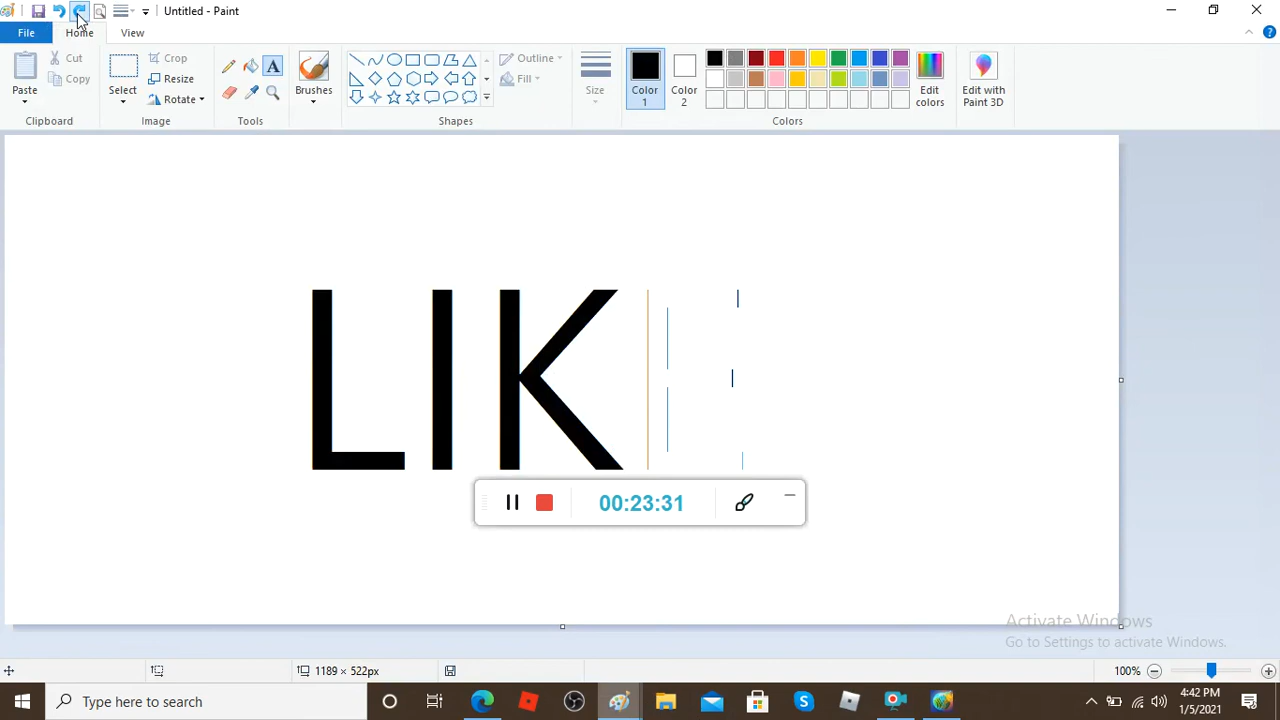 Untitled - Paint
File Home View
Paste
Cut
Copy
Clipboard
Select
Crop
Resize
Rotate
Image
A
Tools
Brushes
Shapes
Outline
Fill
Size
Color 1
Color 2
Colors
Edit colors
Edit with Paint 3D
LIK
00:23:31
Activate Windows
Go to Settings to activate Windows.
1189 × 522px
100%
Type here to search
4:42 PM
1/5/2021